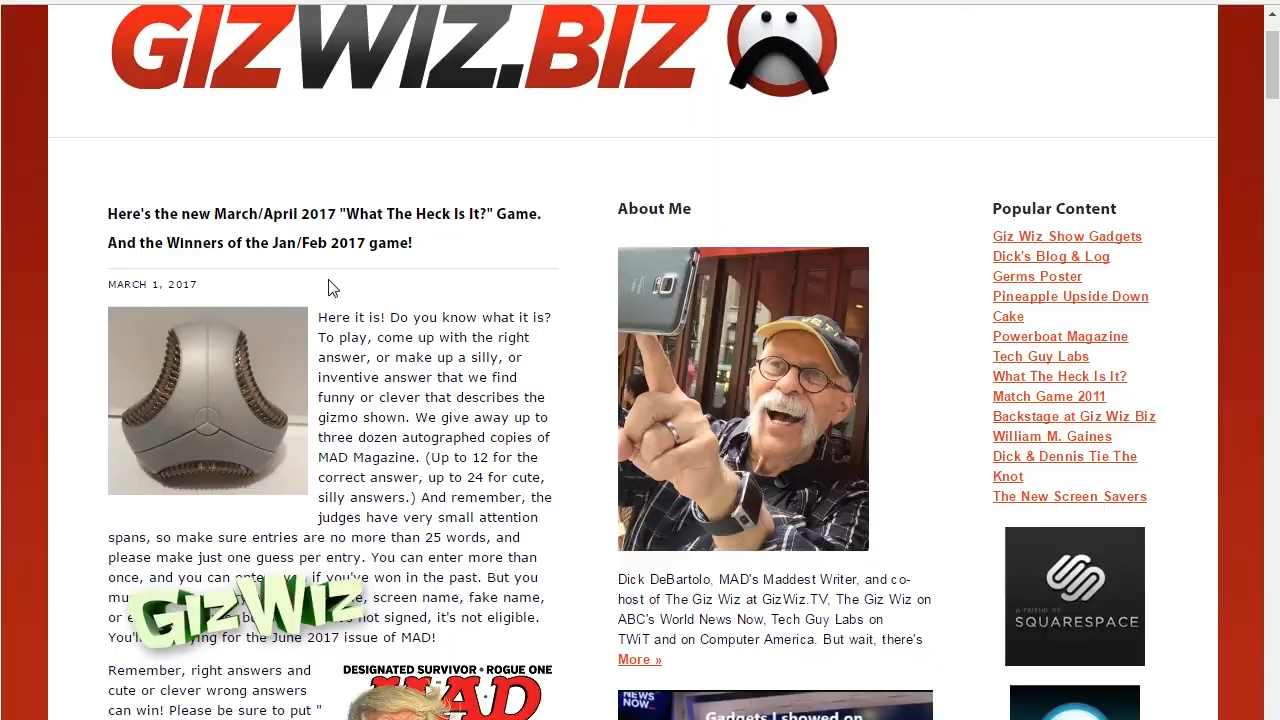 GIZWIZ.BIZ
Here's the new March/April 2017 "What The Heck Is It?" Game.
And the Winners of the Jan/Feb 2017 game!
MARCH 1, 2017
Here it is! Do you know what it is?
To play, come up with the right
answer, or make up a silly, or
inventive answer that we find
funny or clever that describes the
gizmo shown. We give away up to
three dozen autographed copies of
MAD Magazine. (Up to 12 for the
correct answer, up to 24 for cute,
silly answers.) And remember, the
judges have very small attention
spans, so make sure entries are no more than 25 words, and
please make just one guess per entry. You can enter more than
once, and you can if you've won in the past. But you
screen name, fake name,
or not signed, it's not eligible.
for the June 2017 issue of MAD!
GizWiz
Remember, right answers and
cute or clever wrong answers
can win! Please be sure to put "
DESIGNATED SURVIVOR • ROGUE ONE
MAD
About Me
Dick DeBartolo, MAD's Maddest Writer, and co-
host of The Giz Wiz at GizWiz.TV, The Giz Wiz on
ABC's World News Now, Tech Guy Labs on
TWiT and on Computer America. But wait, there's
More »
NEWS
NOW
Gadgets I showed on
Popular Content
Giz Wiz Show Gadgets
Dick's Blog & Log
Germs Poster
Pineapple Upside Down
Cake
Powerboat Magazine
Tech Guy Labs
What The Heck Is It?
Match Game 2011
Backstage at Giz Wiz Biz
William M. Gaines
Dick & Dennis Tie The
Knot
The New Screen Savers
A FRIEND OF
SQUARESPACE